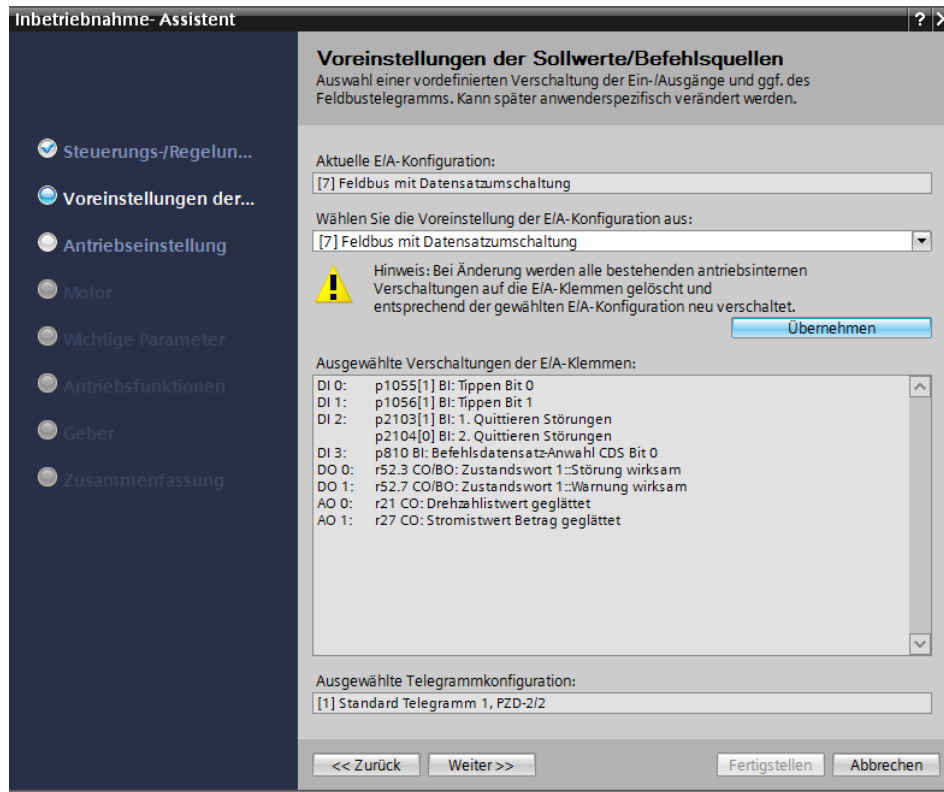 Inbetriebnahme- Assistent
?
Voreinstellungen der Sollwerte/Befehlsquellen
Auswahl einer vordefinierten Verschaltung der Ein-/Ausgänge und ggf. des
Feldbustelegramms. Kann später anwenderspezifisch verändert werden.
Steuerungs-/Regelun...
Voreinstellungen der...
Antriebseinstellung
Motor
Wichtige Parameter
Antriebsfunktionen
Geber
Zusammenfassung
Aktuelle E/A-Konfiguration:
[7] Feldbus mit Datensatzumschaltung
Wählen Sie die Voreinstellung der E/A-Konfiguration aus:
[7] Feldbus mit Datensatzumschaltung
Hinweis: Bei Änderung werden alle bestehenden antriebsinternen
Verschaltungen auf die E/A-Klemmen gelöscht und
entsprechend der gewählten E/A-Konfiguration neu verschaltet.
Übernehmen
Ausgewählte Verschaltungen der E/A-Klemmen:
DI 0: p1055[1] BI: Tippen Bit 0
DI 1: p1056[1] BI: Tippen Bit 1
DI 2: p2103[1] BI: 1. Quittieren Störungen
p2104[0] BI: 2. Quittieren Störungen
DI 3: p810 BI: Befehlsdatensatz-Anwahl CDS Bit 0
DO 0: r52.3 CO/BO: Zustandswort 1::Störung wirksam
DO 1: r52.7 CO/BO: Zustandswort 1::Warnung wirksam
AO 0: r21 CO: Drehzahlistwert geglättet
AO 1: r27 CO: Stromistwert Betrag geglättet
Ausgewählte Telegrammkonfiguration:
[1] Standard Telegramm 1, PZD-2/2
<< Zurück Weiter >> Fertigstellen Abbrechen